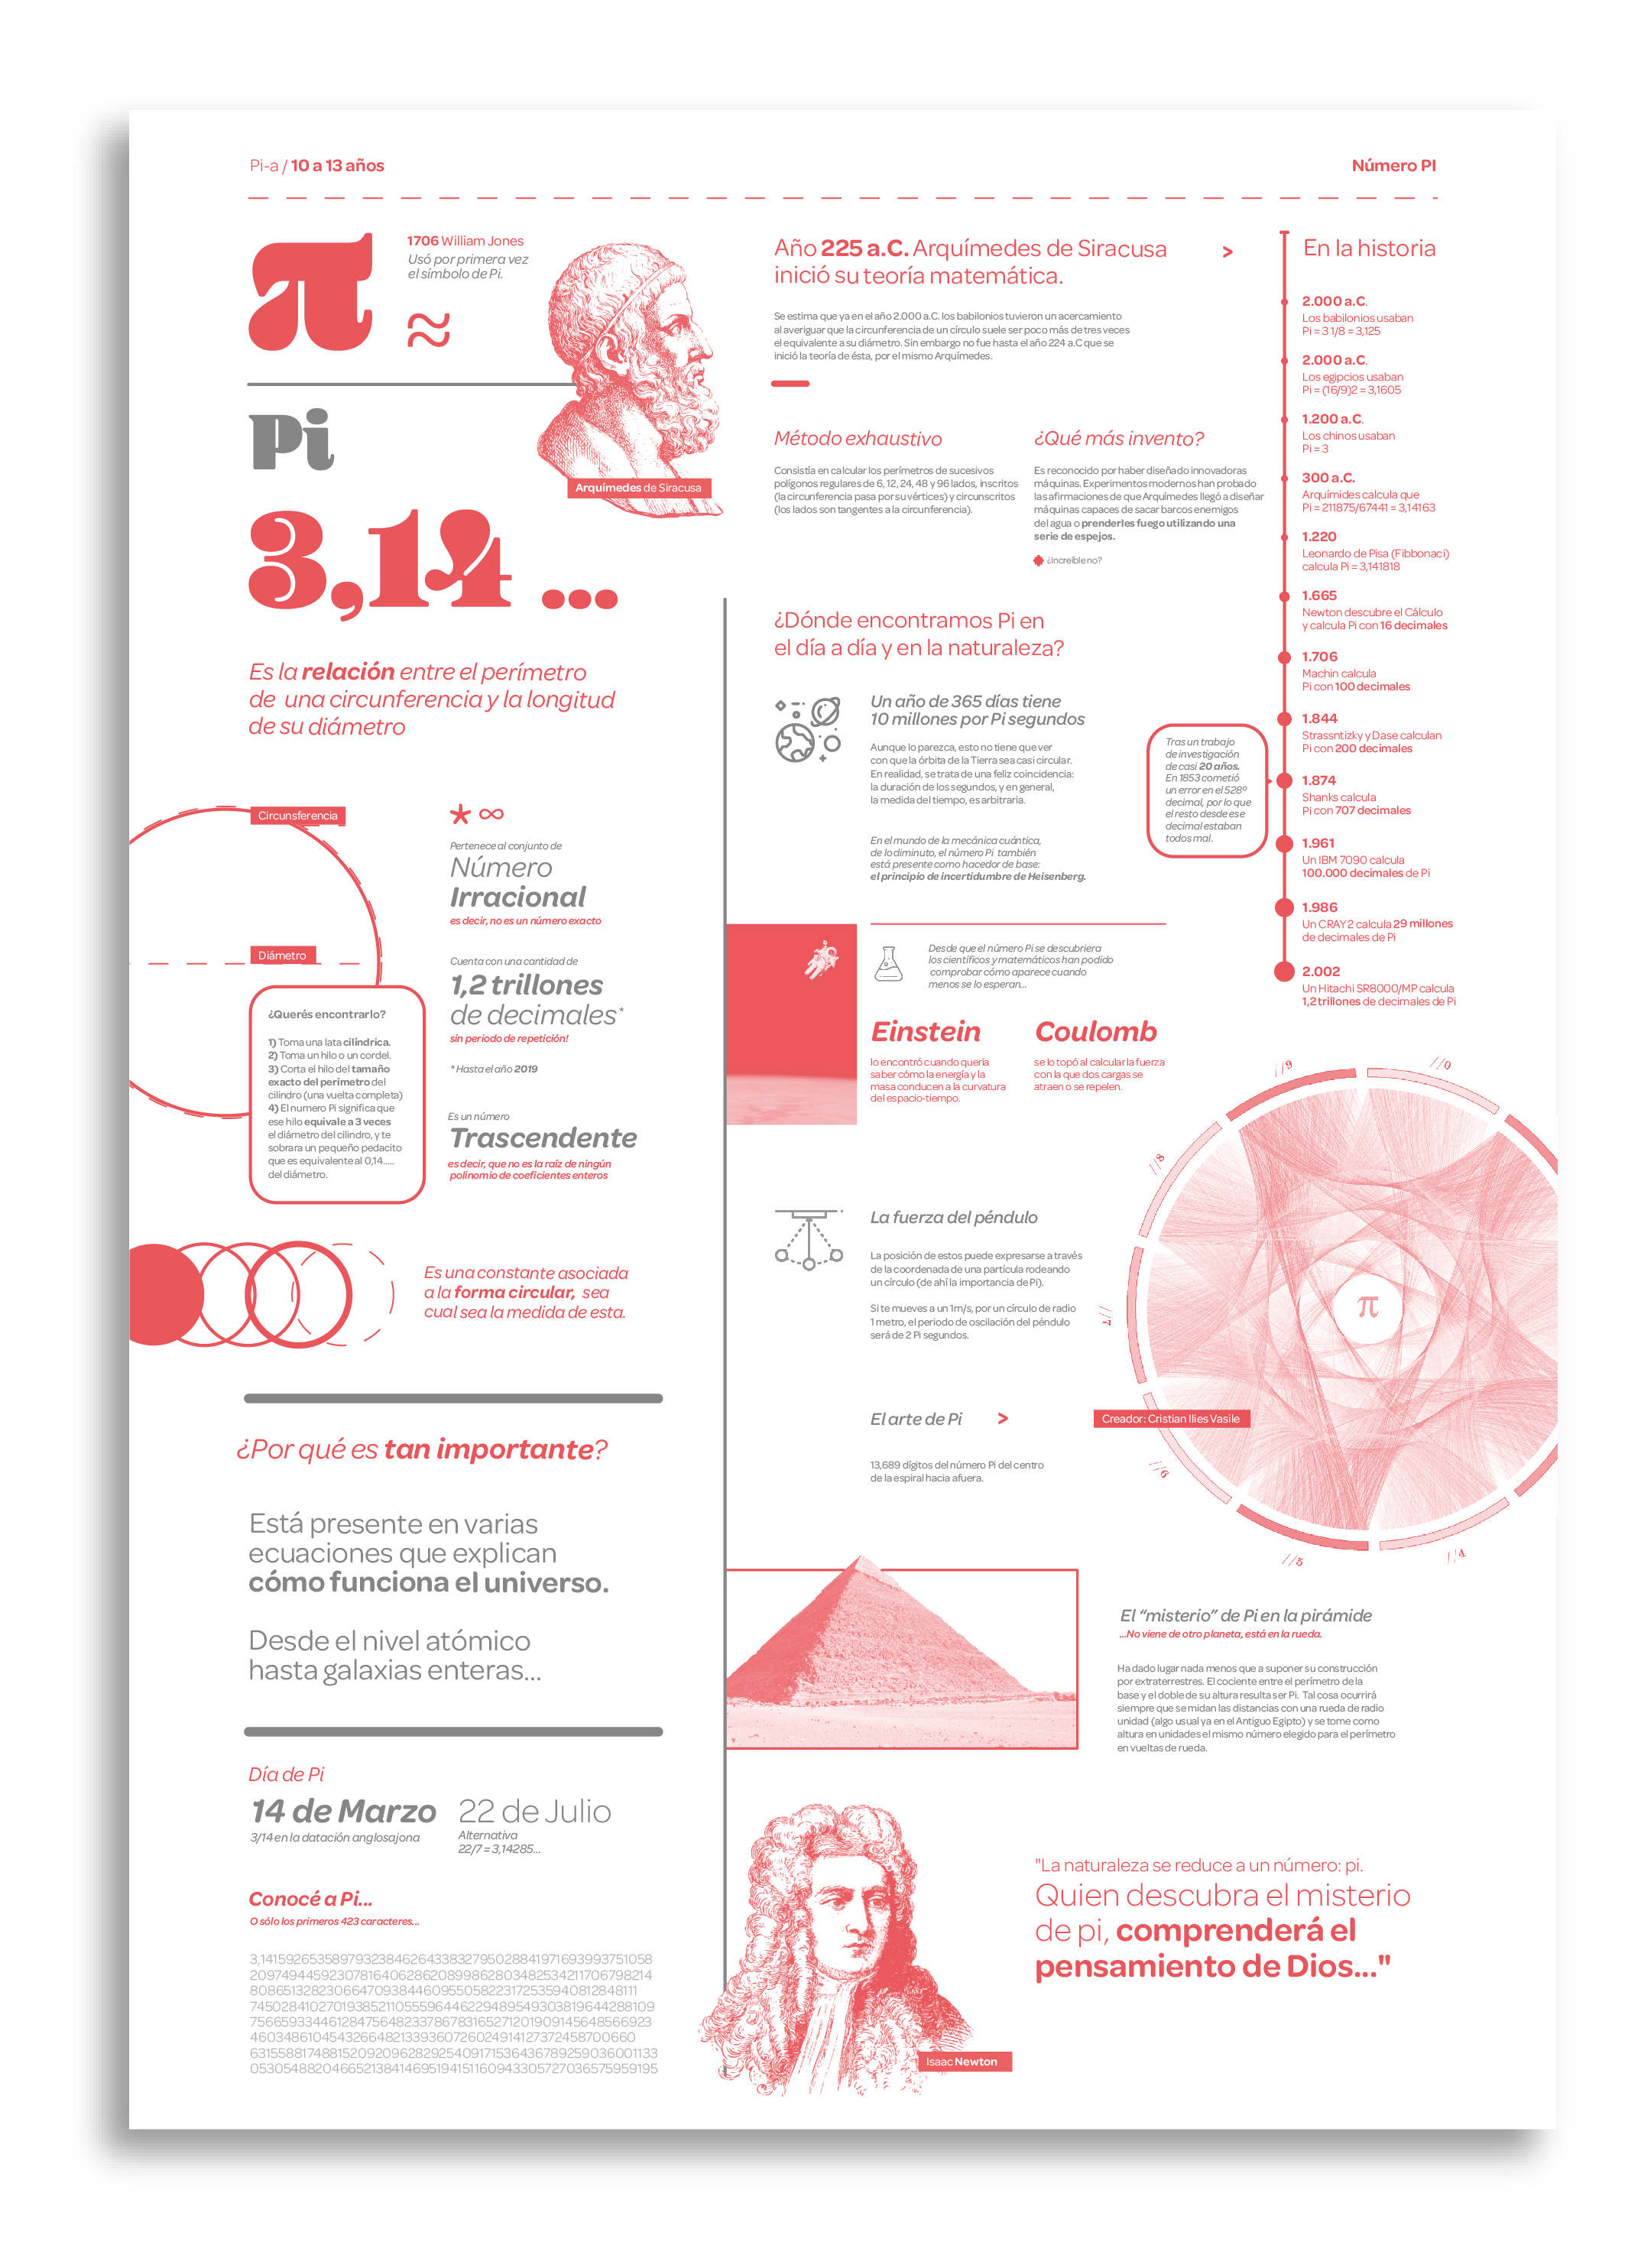 Pi-a / 10 a 13 años
Número PI
π
1706 William Jones
Usó por primera vez
el símbolo de Pi.
≈
Pi
Arquímedes de Siracusa
3,14 ...
Es la relación entre el perímetro
de una circunferencia y la longitud
de su diámetro
Circunsferencia
Diámetro
¿Querés encontrarlo?
1) Toma una lata cilíndrica.
2) Toma un hilo o un cordel.
3) Corta el hilo del tamaño
exacto del perímetro del
cilindro (una vuelta completa)
4) El numero Pi significa que
ese hilo equivale a 3 veces
el diámetro del cilindro, y te
sobrara un pequeño pedacito
que es equivalente al 0,14.....
del diámetro.
* ∞
Pertenece al conjunto de
Número
Irracional
es decir, no es un número exacto
Cuenta con una cantidad de
1,2 trillones
de decimales*
sin periodo de repetición!
* Hasta el año 2019
Es un número
Trascendente
es decir, que no es la raíz de ningún
polinomio de coeficientes enteros
Es una constante asociada
a la forma circular, sea
cual sea la medida de esta.
¿Por qué es tan importante?
Está presente en varias
ecuaciones que explican
cómo funciona el universo.
Desde el nivel atómico
hasta galaxias enteras...
Día de Pi
14 de Marzo
3/14 en la datación anglosajona
22 de Julio
Alternativa
22/7 = 3,14285...
Conocé a Pi...
O sólo los primeros 423 caracteres...
3,14159265358979323846264338327950288419716939937510​58
2097494459230781640628620899862803482534211706798214
808651328230664709384460955058223172535940812848111
74502841027019385211055596446229489549303819644288109
75665933446128475648233786783165271201909145648566923
460348610454326648213393607260249141273724587006​60
63155881748815209209628292540917153643678925903600​1133
05305488204665213841469519415116094330572703657595​9195
Año 225 a.C. Arquímedes de Siracusa
inició su teoría matemática.
>
Se estima que ya en el año 2.000 a.C. los babilonios tuvieron un acercamiento
al averiguar que la circunferencia de un círculo suele ser poco más de tres veces
el equivalente a su diámetro. Sin embargo no fue hasta el año 224 a.C que se
inició la teoría de ésta, por el mismo Arquímedes.
Método exhaustivo
Consistía en calcular los perímetros de sucesivos
polígonos regulares de 6, 12, 24, 48 y 96 lados, inscritos
(la circunferencia pasa por su vértices) y circunscritos
(los lados son tangentes a la circunferencia).
¿Qué más invento?
Es reconocido por haber diseñado innovadoras
máquinas. Experimentos modernos han probado
las afirmaciones de que Arquímedes llegó a diseñar
máquinas capaces de sacar barcos enemigos
del agua o prenderles fuego utilizando una
serie de espejos.
¿Increíble no?
¿Dónde encontramos Pi en
el día a día y en la naturaleza?
Un año de 365 días tiene
10 millones por Pi segundos
Aunque lo parezca, esto no tiene que ver
con que la órbita de la Tierra sea casi circular.
En realidad, se trata de una feliz coincidencia:
la duración de los segundos, y en general,
la medida del tiempo, es arbitraria.
En el mundo de la mecánica cuántica,
de lo diminuto, el número Pi también
está presente como hacedor de base:
el principio de incertidumbre de Heisenberg.
Desde que el número Pi se descubriera
los científicos y matemáticos han podido
comprobar cómo aparece cuando
menos se lo esperan...
Einstein
lo encontró cuando quería
saber cómo la energía y la
masa conducen a la curvatura
del espacio-tiempo.
Coulomb
se lo topó al calcular la fuerza
con la que dos cargas se
atraen o se repelen.
La fuerza del péndulo
La posición de estos puede expresarse a través
de la coordenada de una partícula rodeando
un círculo (de ahí la importancia de Pi).
Si te mueves a un 1m/s, por un círculo de radio
1 metro, el periodo de oscilación del péndulo
será de 2 Pi segundos.
El arte de Pi >
13,689 dígitos del número Pi del centro
de la espiral hacia afuera.
Creador: Cristian Ilies Vasile
//9
//0
//8
//7
//6
//5
//4
π
El “misterio” de Pi en la pirámide
...No viene de otro planeta, está en la rueda.
Ha dado lugar nada menos que a suponer su construcción
por extraterrestres. El cociente entre el perímetro de la
base y el doble de su altura resulta ser Pi. Tal cosa ocurrirá
siempre que se midan las distancias con una rueda de radio
unidad (algo usual ya en el Antiguo Egipto) y se tome como
altura en unidades el mismo número elegido para el perímetro
en vueltas de rueda.
Isaac Newton
"La naturaleza se reduce a un número: pi.
Quien descubra el misterio
de pi, comprenderá el
pensamiento de Dios..."
En la historia
2.000 a.C.
Los babilonios usaban
Pi = 3 1/8 = 3,125
2.000 a.C.
Los egipcios usaban
Pi = (16/9)2 = 3,1605
1.200 a.C.
Los chinos usaban
Pi = 3
300 a.C.
Arquímides calcula que
Pi = 211875/67441 = 3,14163
1.220
Leonardo de Pisa (Fibbonaci)
calcula Pi = 3,141818
1.665
Newton descubre el Cálculo
y calcula Pi con 16 decimales
1.706
Machin calcula
Pi con 100 decimales
1.844
Strassntizky y Dase calculan
Pi con 200 decimales
Tras un trabajo
de investigación
de casi 20 años.
En 1853 cometió
un error en el 528º
decimal, por lo que
el resto desde ese
decimal estaban
todos mal.
1.874
Shanks calcula
Pi con 707 decimales
1.961
Un IBM 7090 calcula
100.000 decimales de Pi
1.986
Un CRAY 2 calcula 29 millones
de decimales de Pi
2.002
Un Hitachi SR8000/MP calcula
1,2 trillones de decimales de Pi